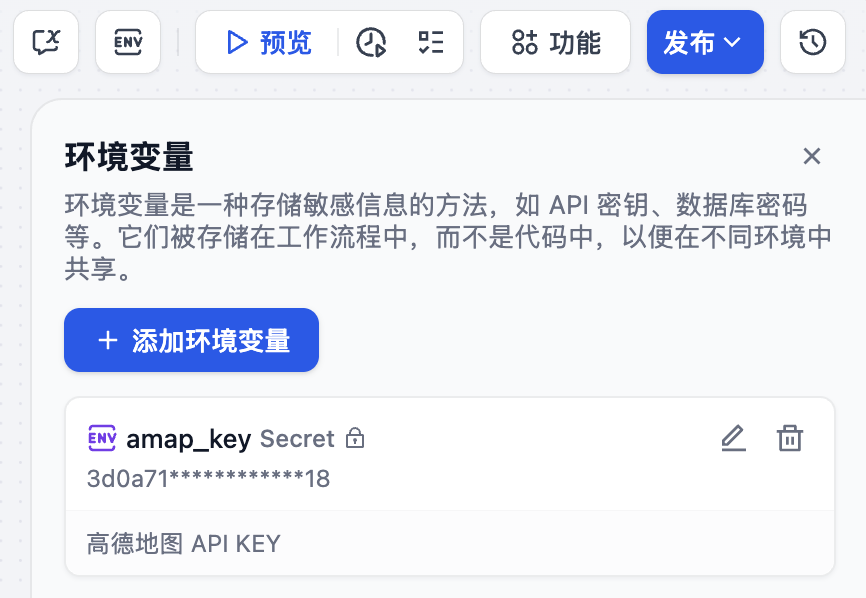 ENV
预览
功能
发布
环境变量
环境变量是一种存储敏感信息的方法，如 API 密钥、数据库密码
等。它们被存储在工作流程中，而不是代码中，以便在不同环境中
共享。
+ 添加环境变量
ENV amap_key Secret
3d0a71************18
高德地图 API KEY